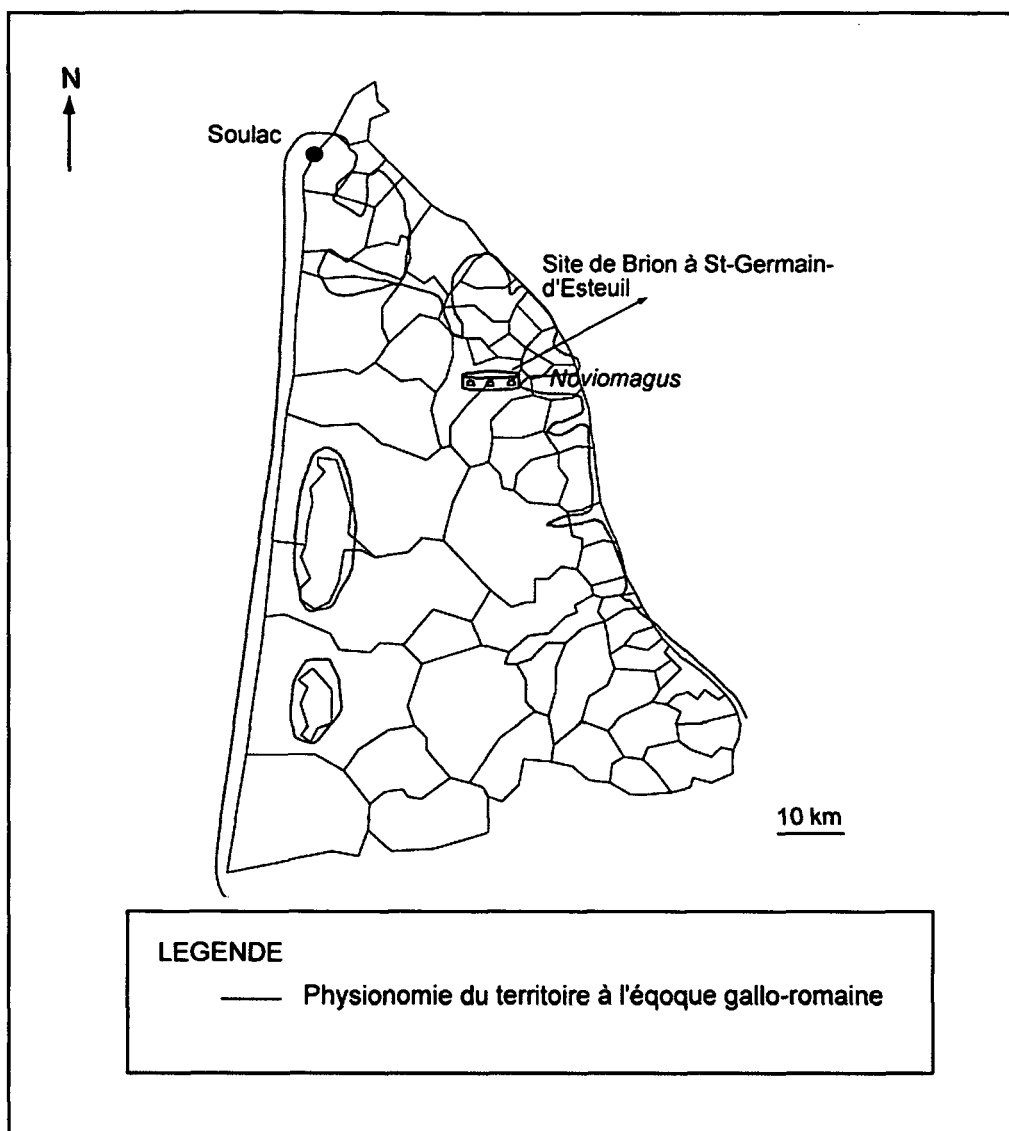 N
Soulac
Site de Brion à St-Germain-
d'Esteuil
Noviomagus
10 km
LEGENDE
Physionomie du territoire à l'éqoque gallo-romaine